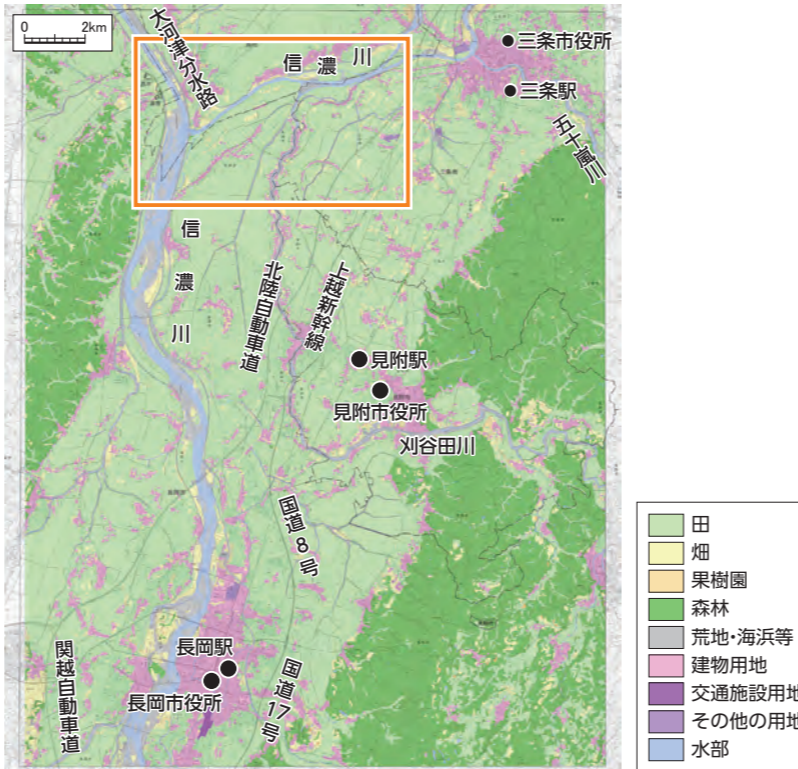 0 2km
大河津分水路
信濃川
三条市役所
三条駅
五十嵐川
信濃川
北陸自動車道
上越新幹線
見附駅
見附市役所
刈谷田川
国道8号
長岡駅
長岡市役所
関越自動車道
国道17号
田
畑
果樹園
森林
荒地・海浜等
建物用地
交通施設用地
その他の用地
水部